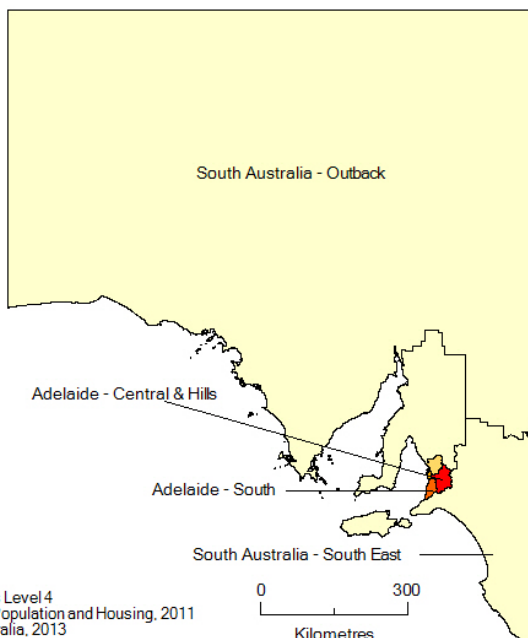 South Australia - Outback
Adelaide - Central & Hills
Adelaide - South
South Australia - South East
Level 4
opulation and Housing, 2011
ralia, 2013
0 300
Kilometres